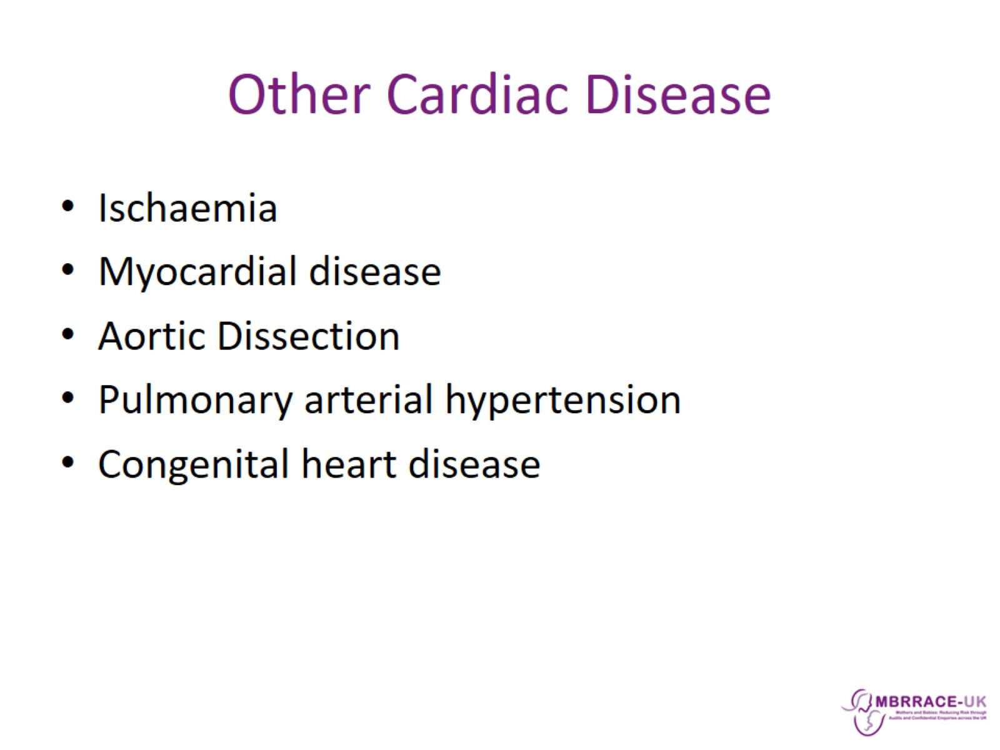 Other Cardiac Disease
• Ischaemia
• Myocardial disease
• Aortic Dissection
• Pulmonary arterial hypertension
• Congenital heart disease
MBRRACE-UK
Mothers and Babies: Reducing Risk through
Audits and Confidential Enquiries across the UK